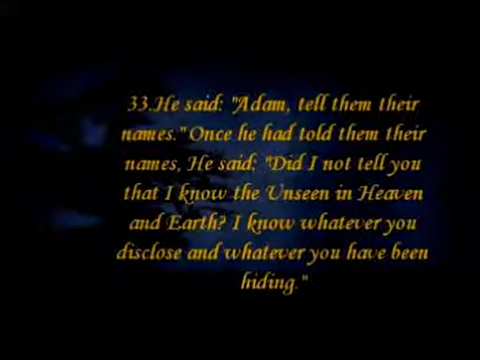 33.He said: "Adam, tell them their
names." Once he had told them their
names, He said: "Did I not tell you
that I know the Unseen in Heaven
and Earth? I know whatever you
disclose and whatever you have been
hiding."